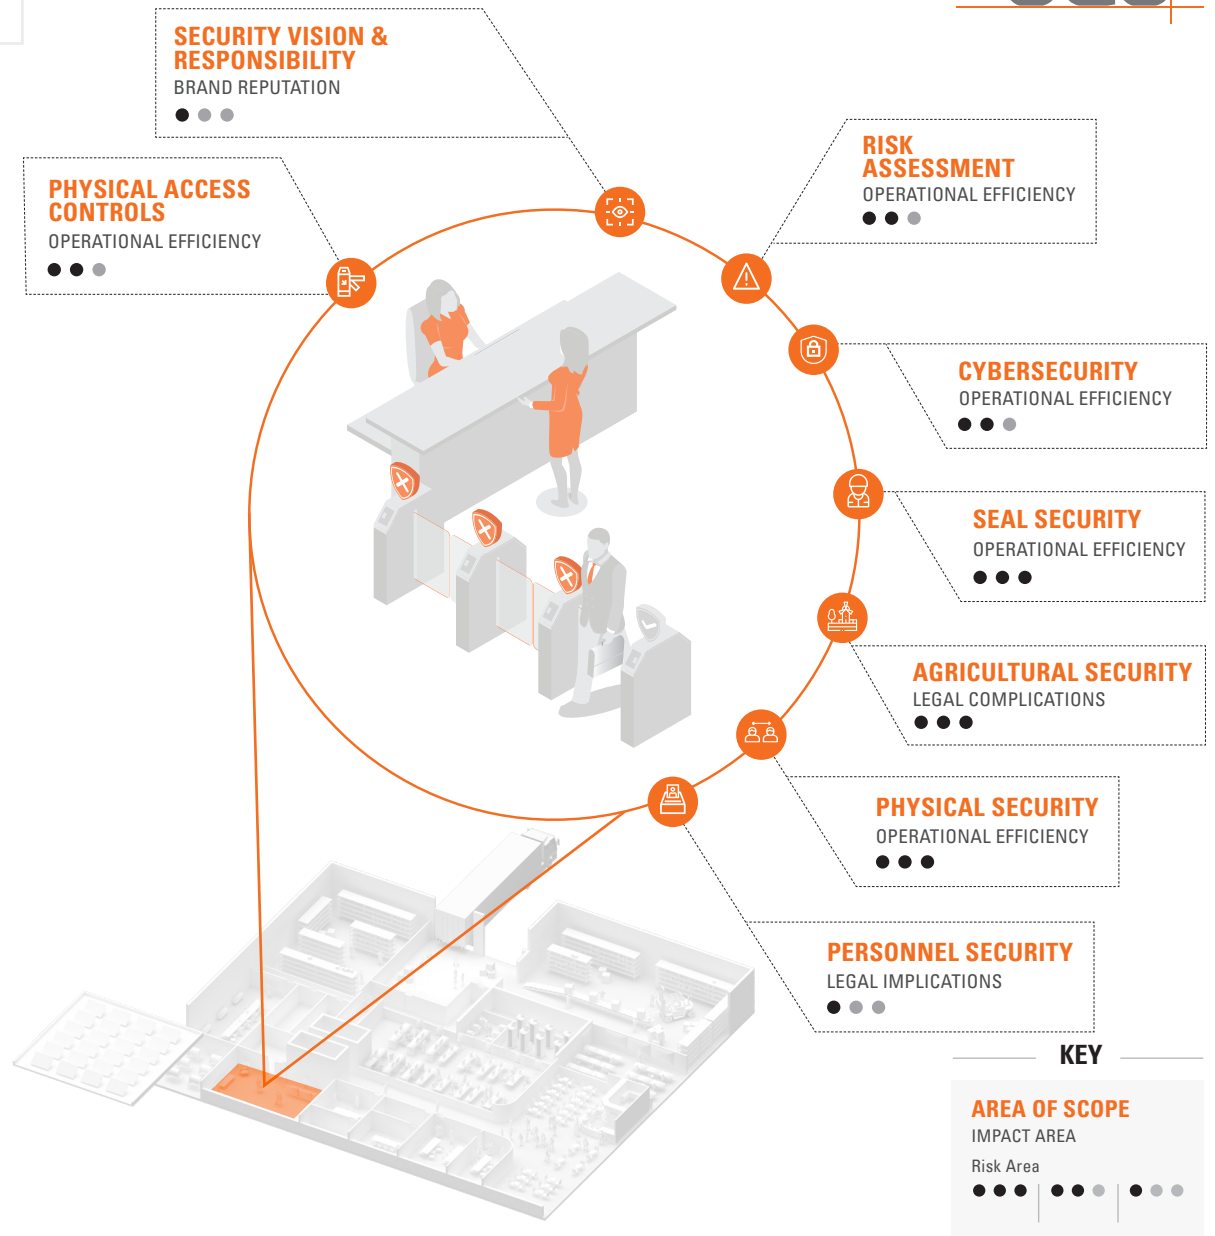 SECURITY VISION &
RESPONSIBILITY
BRAND REPUTATION
PHYSICAL ACCESS
CONTROLS
OPERATIONAL EFFICIENCY
RISK
ASSESSMENT
OPERATIONAL EFFICIENCY
CYBERSECURITY
OPERATIONAL EFFICIENCY
SEAL SECURITY
OPERATIONAL EFFICIENCY
AGRICULTURAL SECURITY
LEGAL COMPLICATIONS
PHYSICAL SECURITY
OPERATIONAL EFFICIENCY
PERSONNEL SECURITY
LEGAL IMPLICATIONS
KEY
AREA OF SCOPE
IMPACT AREA
Risk Area